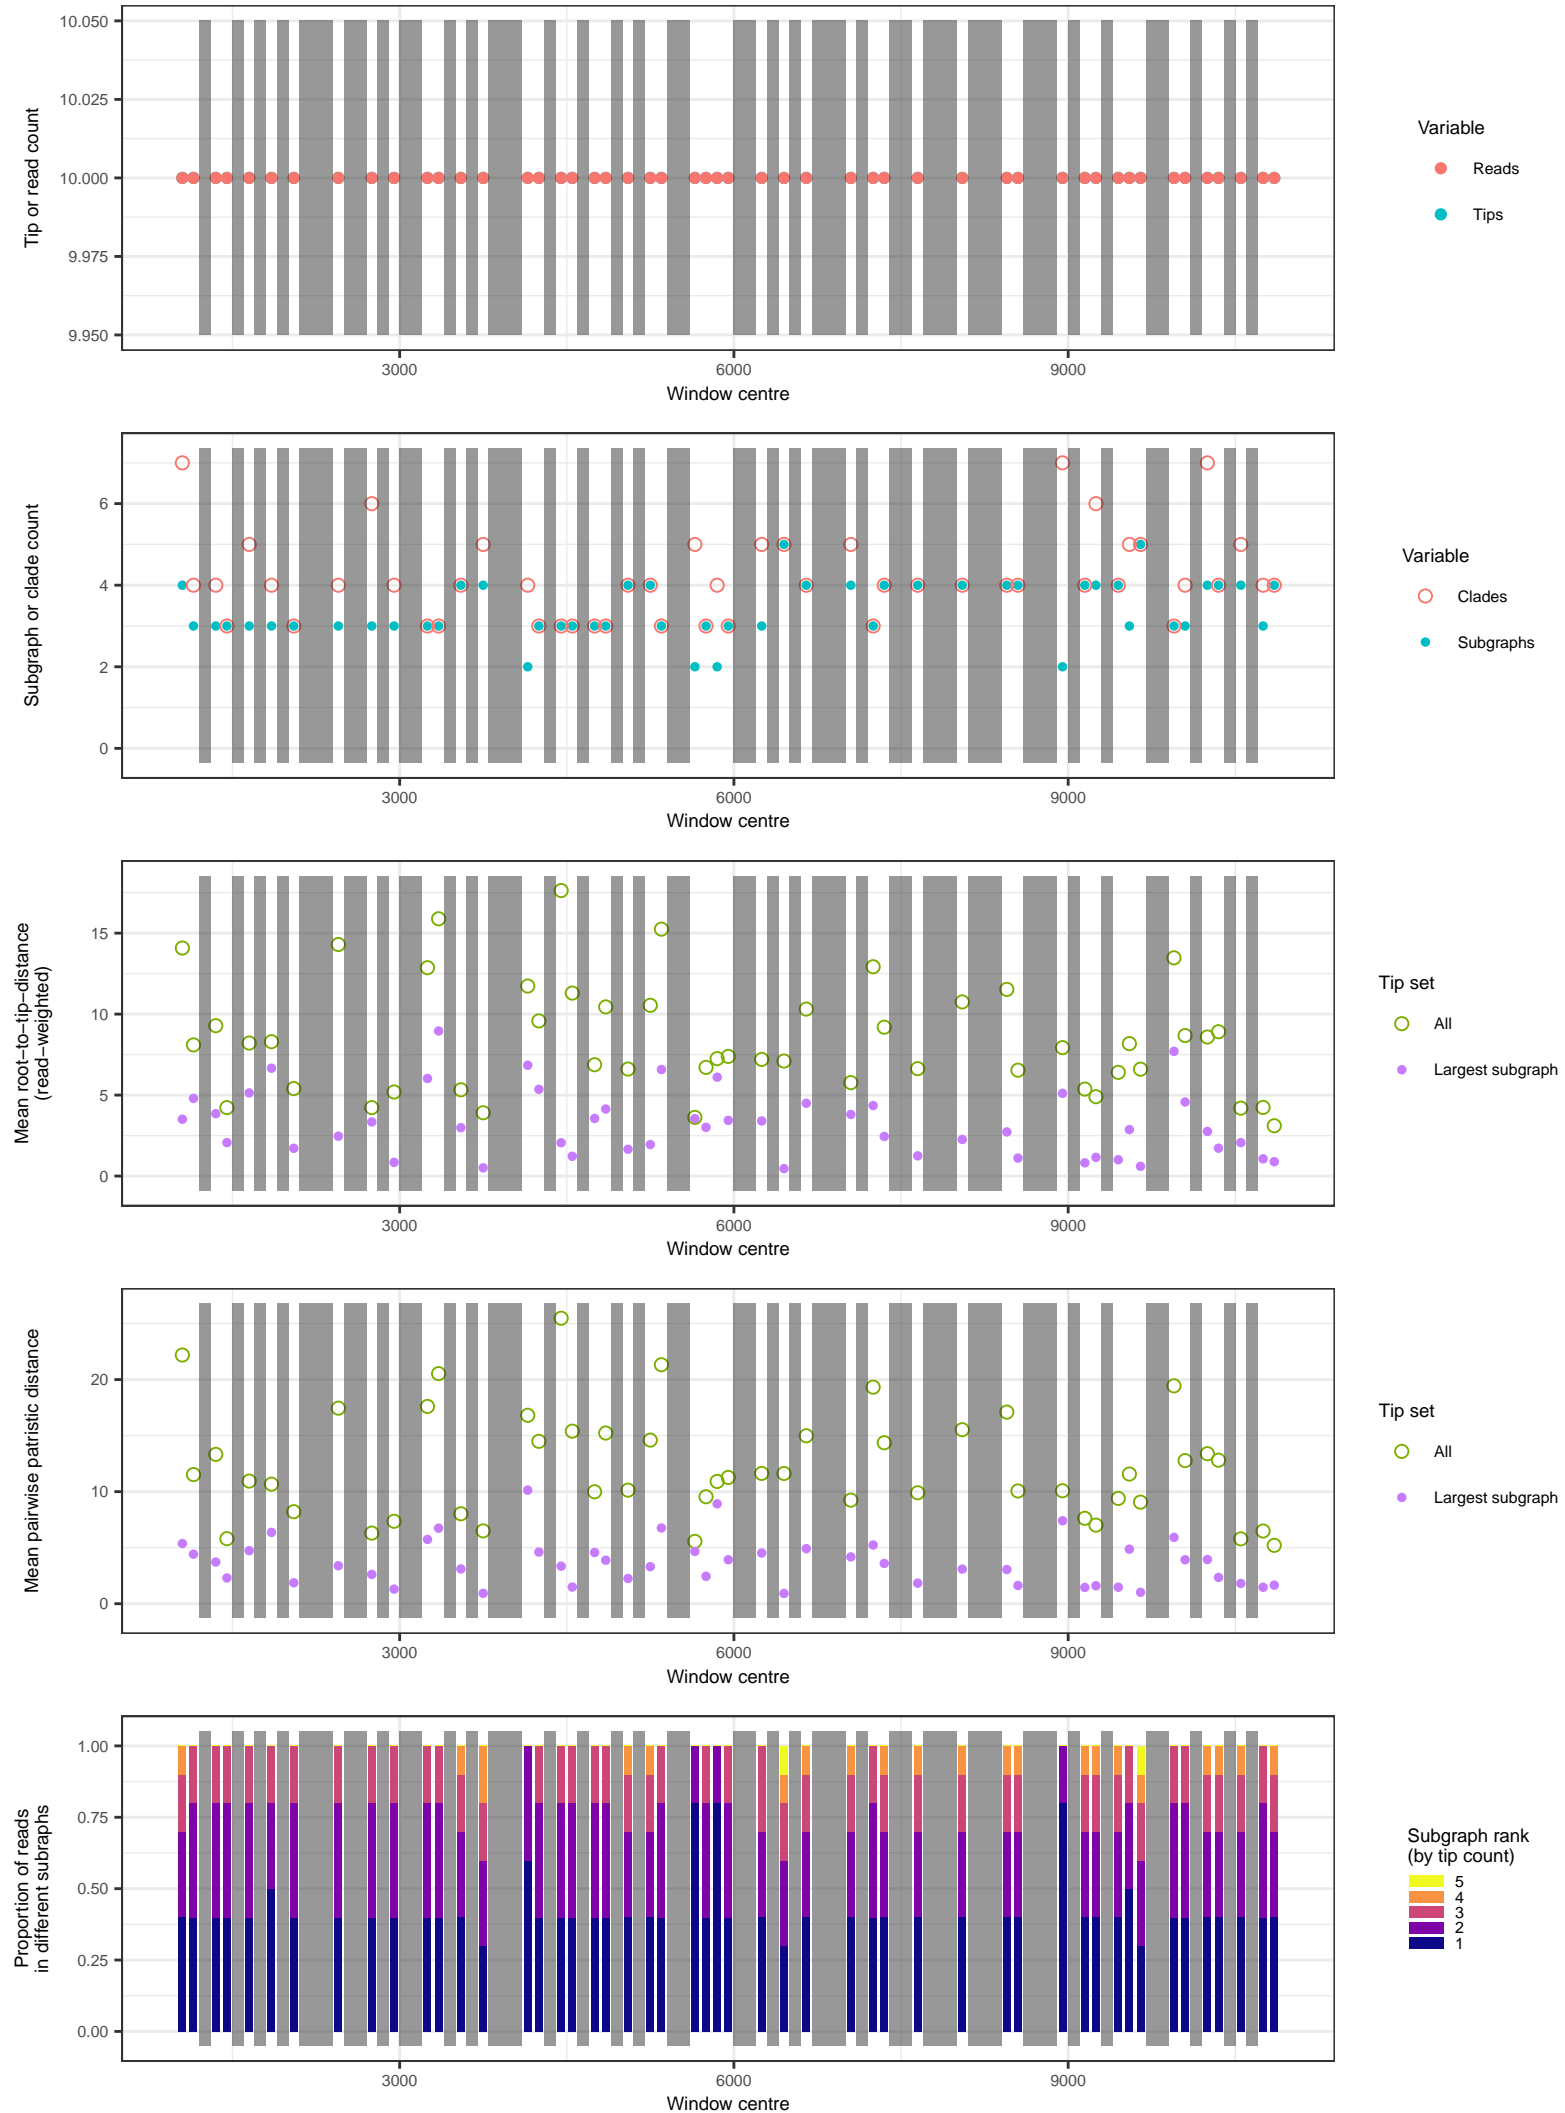 10.050
10.025
10.000
9.975
9.950
Tip or read count
3000 6000 9000
Window centre
Variable
Reads
Tips
6
4
2
0
Subgraph or clade count
3000 6000 9000
Window centre
Variable
Clades
Subgraphs
15
10
5
0
Mean root−to−tip−distance
(read−weighted)
3000 6000 9000
Window centre
Tip set
All
Largest subgraph
20
10
0
Mean pairwise patristic distance
3000 6000 9000
Window centre
Tip set
All
Largest subgraph
1.00
0.75
0.50
0.25
0.00
Proportion of reads
in different subraphs
3000 6000 9000
Window centre
Subgraph rank
(by tip count)
5
4
3
2
1